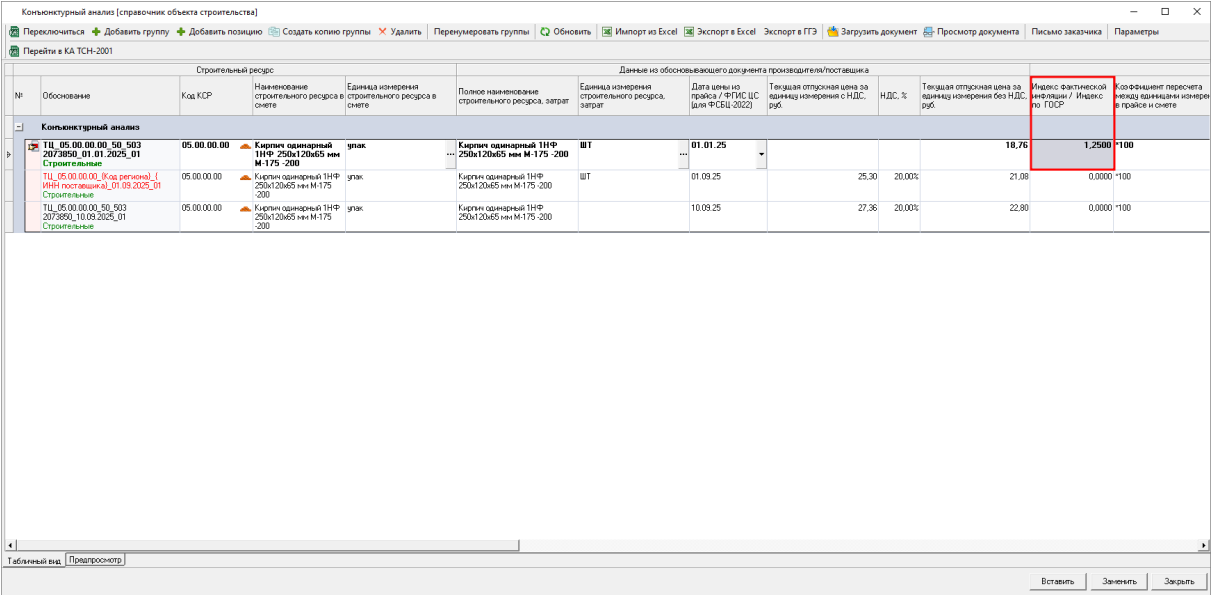 Конъюнктурный анализ [справочник объекта строительства]
Переключиться Добавить группу Добавить позицию Создать копию группы Удалить Перенумеровать группы Обновить Импорт из Excel Экспорт в Excel Экспорт в ГГЭ Загрузить документ Просмотр документа Письмо заказчика Параметры
Перейти в КА ТСН-2001
Строительный ресурс Данные из обосновывающего документа производителя/поставщика
№ Обоснование Код КСР Наименование строительного ресурса в смете Единица измерения строительного ресурса в смете Полное наименование строительного ресурса, затрат Единица измерения строительного ресурса, затрат Дата цены из прайса / ФГИС ЦС (для ФСБЦ-2022) Текущая отпускная цена за единицу измерения с НДС, руб. НДС, % Текущая отпускная цена за единицу измерения без НДС, руб. Индекс фактической инфляции / Индекс по ГОСР Коэффициент пересчета между единицами измерен в прайсе и смете
Конъюнктурный анализ
ТЦ_05.00.00.00_50_503 05.00.00.00 Кирпич одинарный упак ... Кирпич одинарный 1НФ ШТ ... 01.01.25 18,76 1,2500 *100
2073850_01.01.2025_01 1НФ 250х120х65 мм 250х120х65 мм М-175 -200
Строительные М-175 -200
ТЦ_05.00.00.00_(Код региона)_( 05.00.00.00 Кирпич одинарный 1НФ упак Кирпич одинарный 1НФ ШТ 01.09.25 25,30 20,00% 21,08 0,0000 *100
ИНН поставщика)_01.09.2025_01 250х120х65 мм М-175 250х120х65 мм М-175 -200
Строительные -200
ТЦ_05.00.00.00_50_503 05.00.00.00 Кирпич одинарный 1НФ упак Кирпич одинарный 1НФ 10.09.25 27,36 20,00% 22,80 0,0000 *100
2073850_10.09.2025_01 250х120х65 мм М-175 250х120х65 мм М-175 -200
Строительные -200
Табличный вид Предпросмотр
Вставить Заменить Закрыть